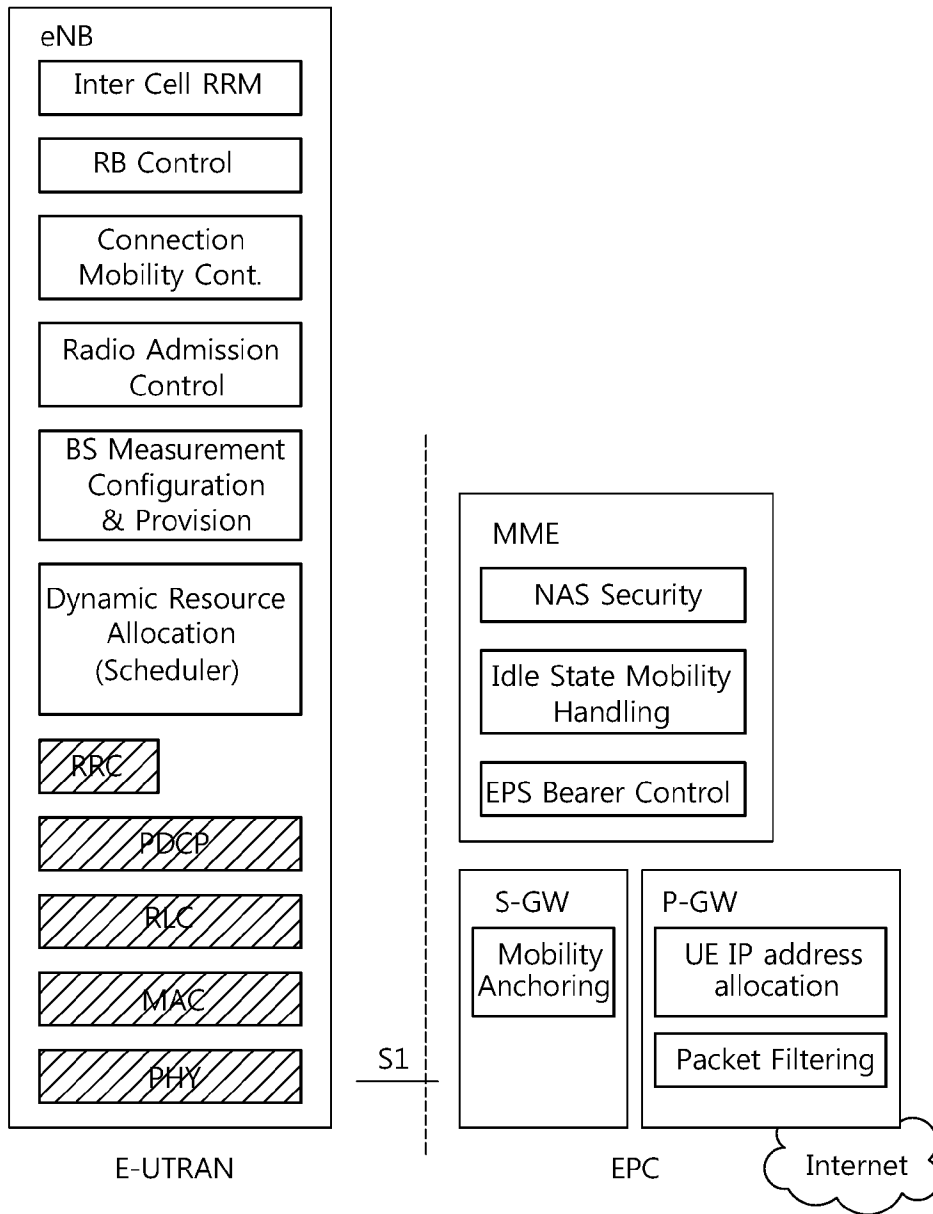 eNB
Inter Cell RRM
RB Control
Connection
Mobility Cont.
Radio Admission
Control
BS Measurement
Configuration
& Provision
Dynamic Resource
Allocation
(Scheduler)
RRC
PDCP
RLC
MAC
PHY
S1
MME
NAS Security
Idle State Mobility
Handling
EPS Bearer Control
S-GW
Mobility
Anchoring
P-GW
UE IP address
allocation
Packet Filtering
E-UTRAN
EPC
Internet